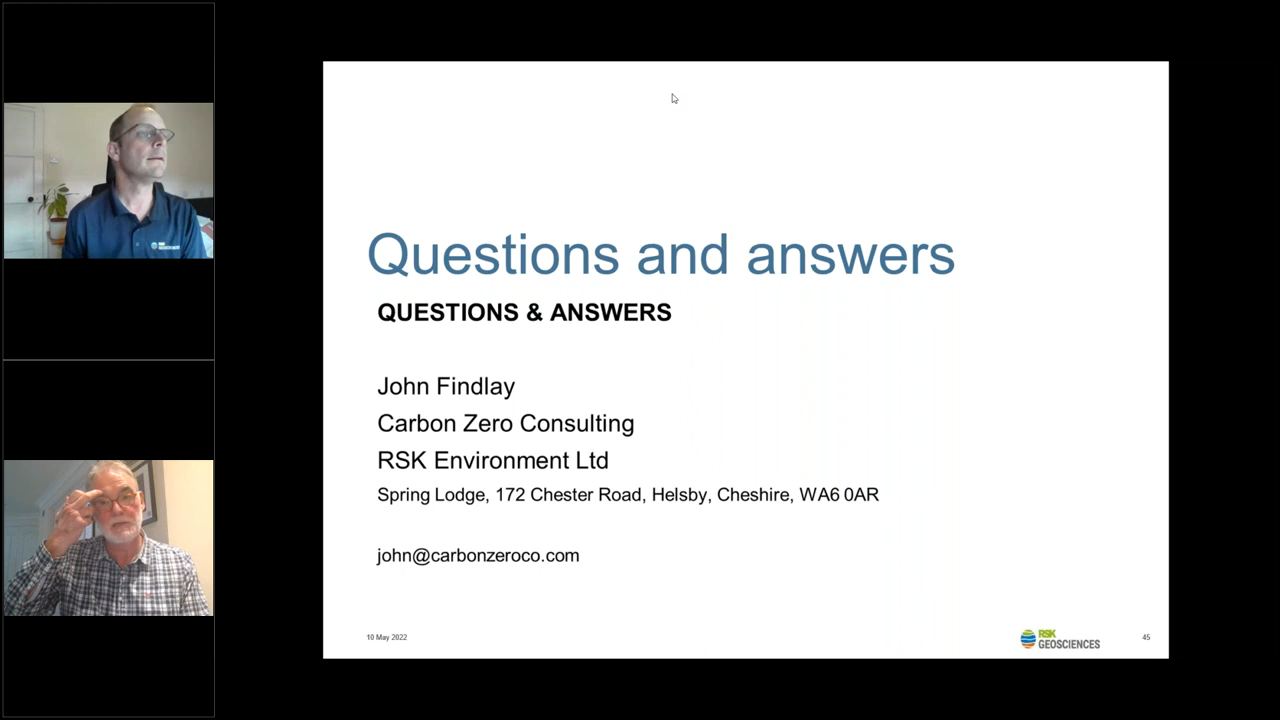 Questions and answers
QUESTIONS & ANSWERS
John Findlay
Carbon Zero Consulting
RSK Environment Ltd
Spring Lodge, 172 Chester Road, Helsby, Cheshire, WA6 0AR
john@carbonzeroco.com
10 May 2022
RSK
GEOSCIENCES
45